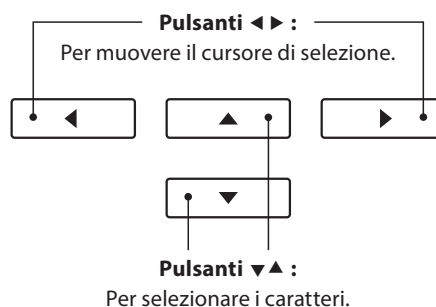 Pulsanti ◀ ▶ :
Per muovere il cursore di selezione.
Pulsanti ▼▲ :
Per selezionare i caratteri.